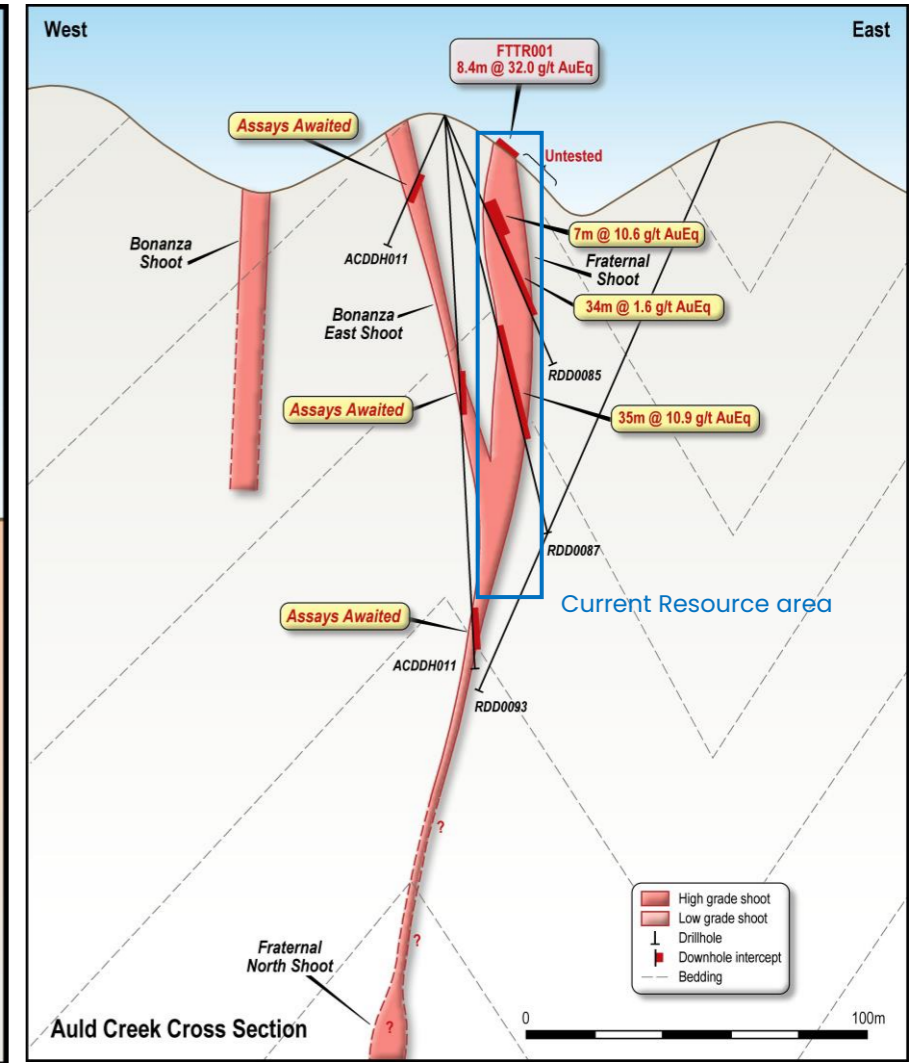 West
East
FTTR001
8.4m @ 32.0 g/t AuEq
Assays Awaited
Untested
7m @ 10.6 g/t AuEq
Bonanza
Shoot
ACDDH011
Fraternal
Shoot
34m @ 1.6 g/t AuEq
Bonanza
East Shoot
RDD0085
Assays Awaited
35m @ 10.9 g/t AuEq
RDD0087
Current Resource area
Assays Awaited
ACDDH011
RDD0093
?
?
?
Fraternal
North Shoot
High grade shoot
Low grade shoot
Drillhole
Downhole intercept
Bedding
Auld Creek Cross Section
0
100m